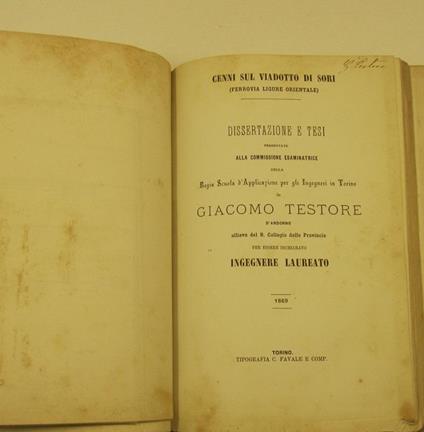 G. Testore
CENNI SUL VIADOTTO DI SORI
(FERROVIA LIGURE ORIENTALE)
DISSERTAZIONE E TESI
PRESENTATE
ALLA COMMISSIONE ESAMINATRICE
DELLA
Regia Scuola d'Applicazione per gli Ingegneri in Torino
DA
GIACOMO TESTORE
D'ANDORNO
allievo del R. Collegio delle Provincie
PER ESSERE DICHIARATO
INGEGNERE LAUREATO
1869
TORINO.
TIPOGRAFIA C. FAVALE E COMP.